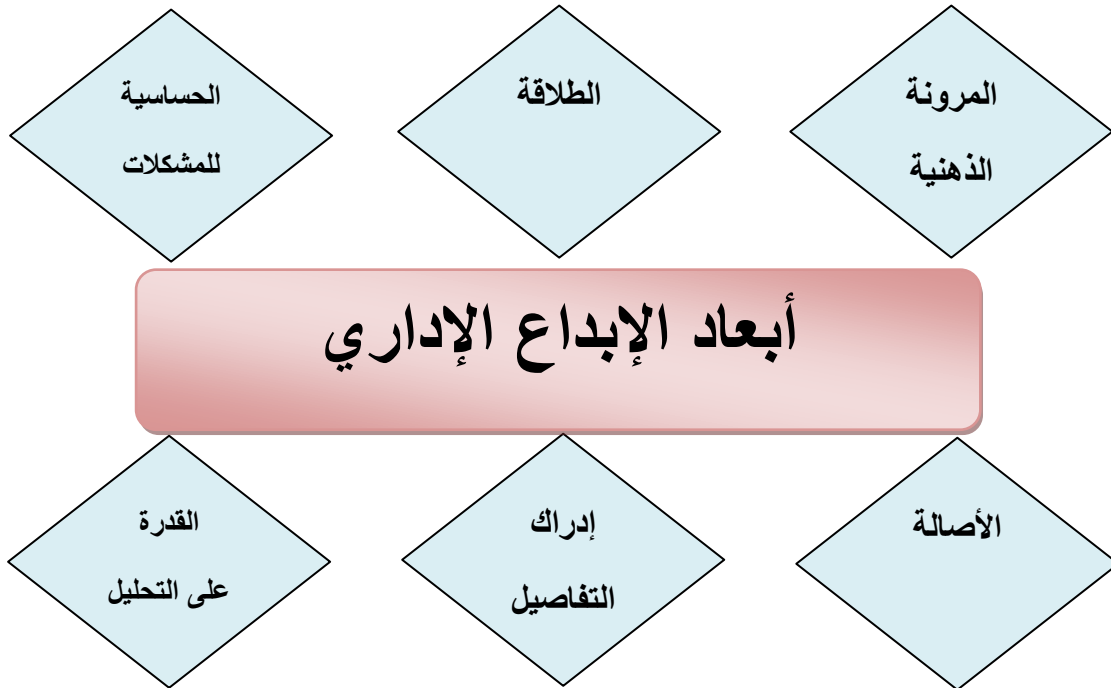 المرونة
الذهنية
الطلاقة
الحساسية
للمشكلات
أبعاد الإبداع الإداري
الأصالة
إدراك
التفاصيل
القدرة
على التحليل